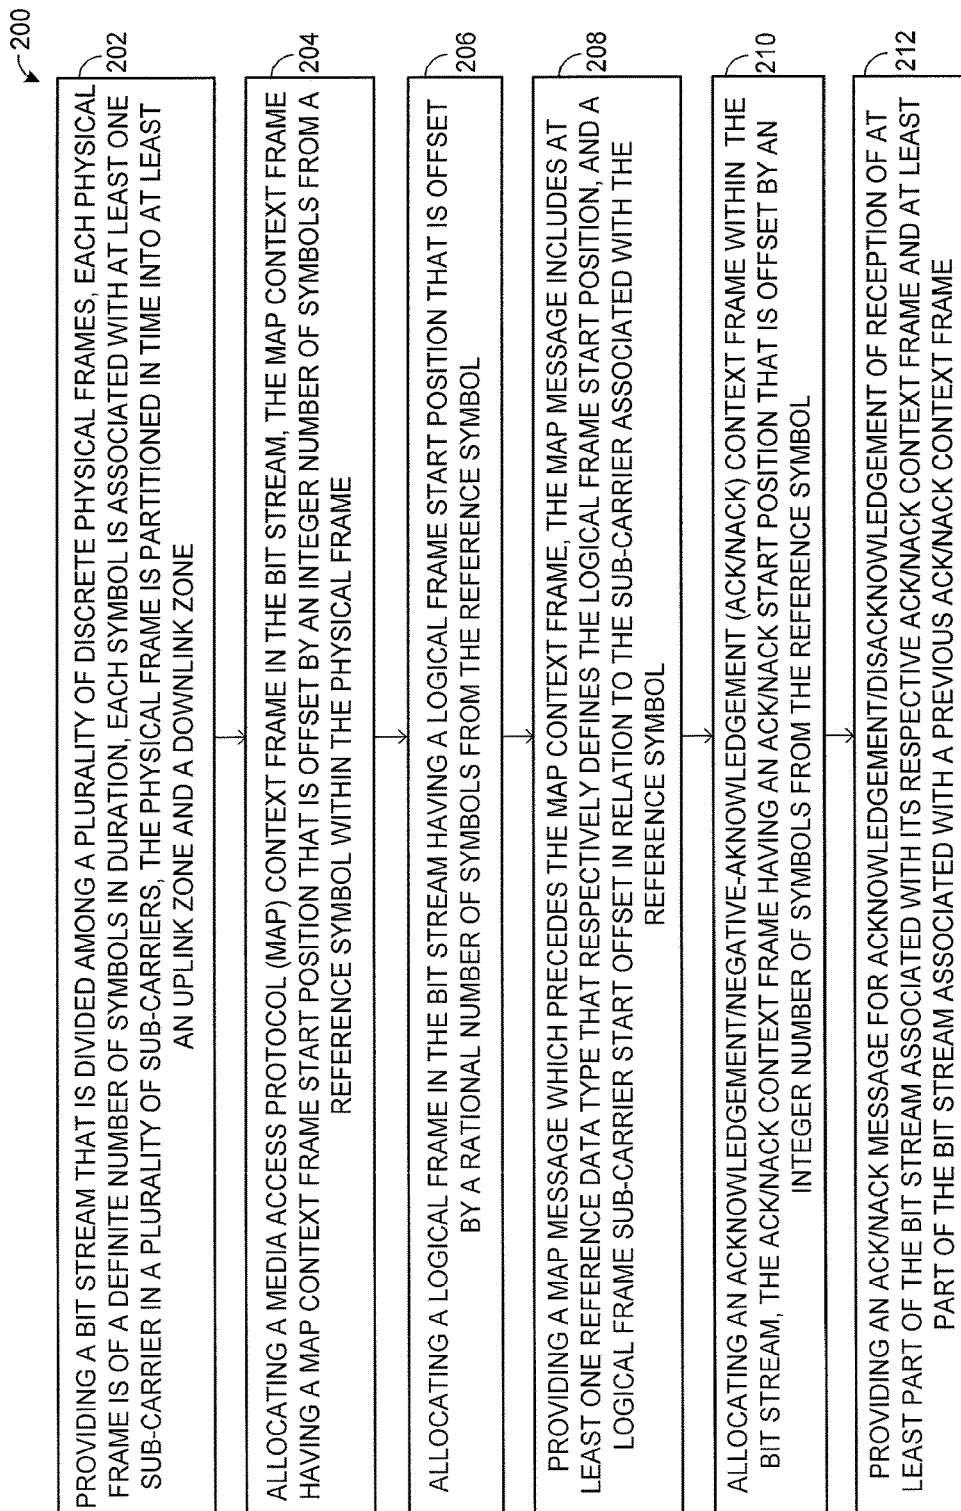 200
202
PROVIDING A BIT STREAM THAT IS DIVIDED AMONG A PLURALITY OF DISCRETE PHYSICAL FRAMES, EACH PHYSICAL
FRAME IS OF A DEFINITE NUMBER OF SYMBOLS IN DURATION, EACH SYMBOL IS ASSOCIATED WITH AT LEAST ONE
SUB-CARRIER IN A PLURALITY OF SUB-CARRIERS, THE PHYSICAL FRAME IS PARTITIONED IN TIME INTO AT LEAST
AN UPLINK ZONE AND A DOWNLINK ZONE
204
ALLOCATING A MEDIA ACCESS PROTOCOL (MAP) CONTEXT FRAME IN THE BIT STREAM, THE MAP CONTEXT FRAME
HAVING A MAP CONTEXT FRAME START POSITION THAT IS OFFSET BY AN INTEGER NUMBER OF SYMBOLS FROM A
REFERENCE SYMBOL WITHIN THE PHYSICAL FRAME
206
ALLOCATING A LOGICAL FRAME IN THE BIT STREAM HAVING A LOGICAL FRAME START POSITION THAT IS OFFSET
BY A RATIONAL NUMBER OF SYMBOLS FROM THE REFERENCE SYMBOL
208
PROVIDING A MAP MESSAGE WHICH PRECEDES THE MAP CONTEXT FRAME, THE MAP MESSAGE INCLUDES AT
LEAST ONE REFERENCE DATA TYPE THAT RESPECTIVELY DEFINES THE LOGICAL FRAME START POSITION, AND A
LOGICAL FRAME SUB-CARRIER START OFFSET IN RELATION TO THE SUB-CARRIER ASSOCIATED WITH THE
REFERENCE SYMBOL
210
ALLOCATING AN ACKNOWLEDGEMENT/NEGATIVE-AKNOWLEDGEMENT (ACK/NACK) CONTEXT FRAME WITHIN THE
BIT STREAM, THE ACK/NACK CONTEXT FRAME HAVING AN ACK/NACK START POSITION THAT IS OFFSET BY AN
INTEGER NUMBER OF SYMBOLS FROM THE REFERENCE SYMBOL
212
PROVIDING AN ACK/NACK MESSAGE FOR ACKNOWLEDGEMENT/DISACKNOWLEDGEMENT OF RECEPTION OF AT
LEAST PART OF THE BIT STREAM ASSOCIATED WITH ITS RESPECTIVE ACK/NACK CONTEXT FRAME AND AT LEAST
PART OF THE BIT STREAM ASSOCIATED WITH A PREVIOUS ACK/NACK CONTEXT FRAME